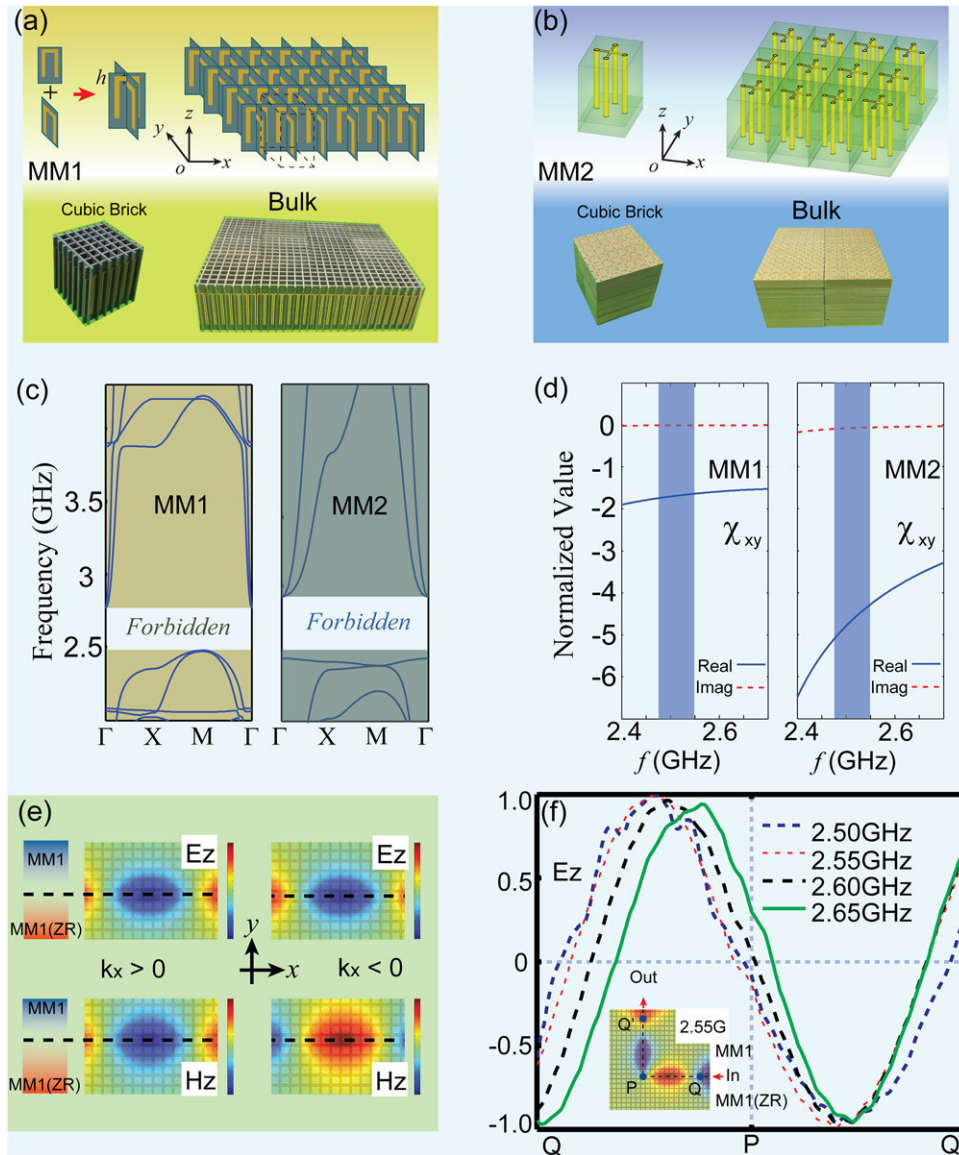 (a)
h
+
y
z
o
x
MM1
Cubic Brick
Bulk
(b)
z
y
o
x
MM2
Cubic Brick
Bulk
(c)
Frequency (GHz)
3.5
3
2.5
MM1
Forbidden
Γ X M Γ
MM2
Forbidden
Γ X M Γ
(d)
Normalized Value
0
-1
-2
-3
-4
-5
-6
MM1
χxy
Real
Imag
2.4 2.6
f (GHz)
MM2
χxy
Real
Imag
2.4 2.6
f (GHz)
(e)
MM1
MM1(ZR)
Ez
Ez
kx > 0
y
x
kx < 0
MM1
MM1(ZR)
Hz
Hz
(f)
1.0
0.5
0
-0.5
-1.0
Ez
2.50GHz
2.55GHz
2.60GHz
2.65GHz
Out
Q'
2.55G
MM1
P
Q
In
MM1(ZR)
Q P Q